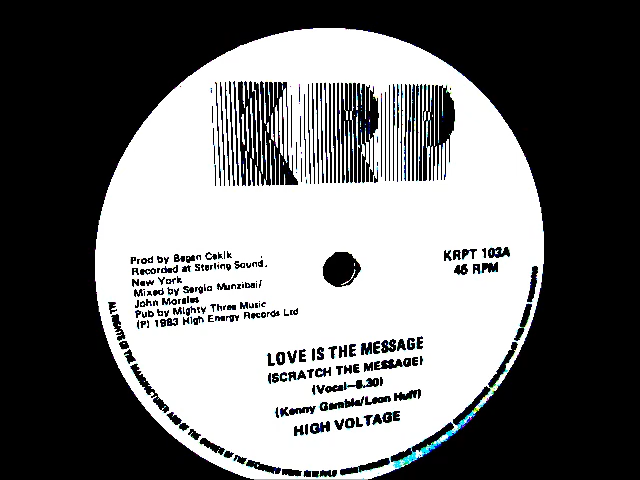 KRP
Prod by Began Cekik
Recorded at Sterling Sound,
New York
Mixed by Sergio Munzibai/
John Morales
Pub by Mighty Three Music
(P) 1983 High Energy Records Ltd
KRPT 103A
45 RPM
LOVE IS THE MESSAGE
(SCRATCH THE MESSAGE)
(Vocal—6.30)
(Kenny Gamble/Leon Huff)
HIGH VOLTAGE
ALL RIGHTS OF THE MANUFACTURER AND OF THE OWNER OF THE RECORDED WORK RESERVED